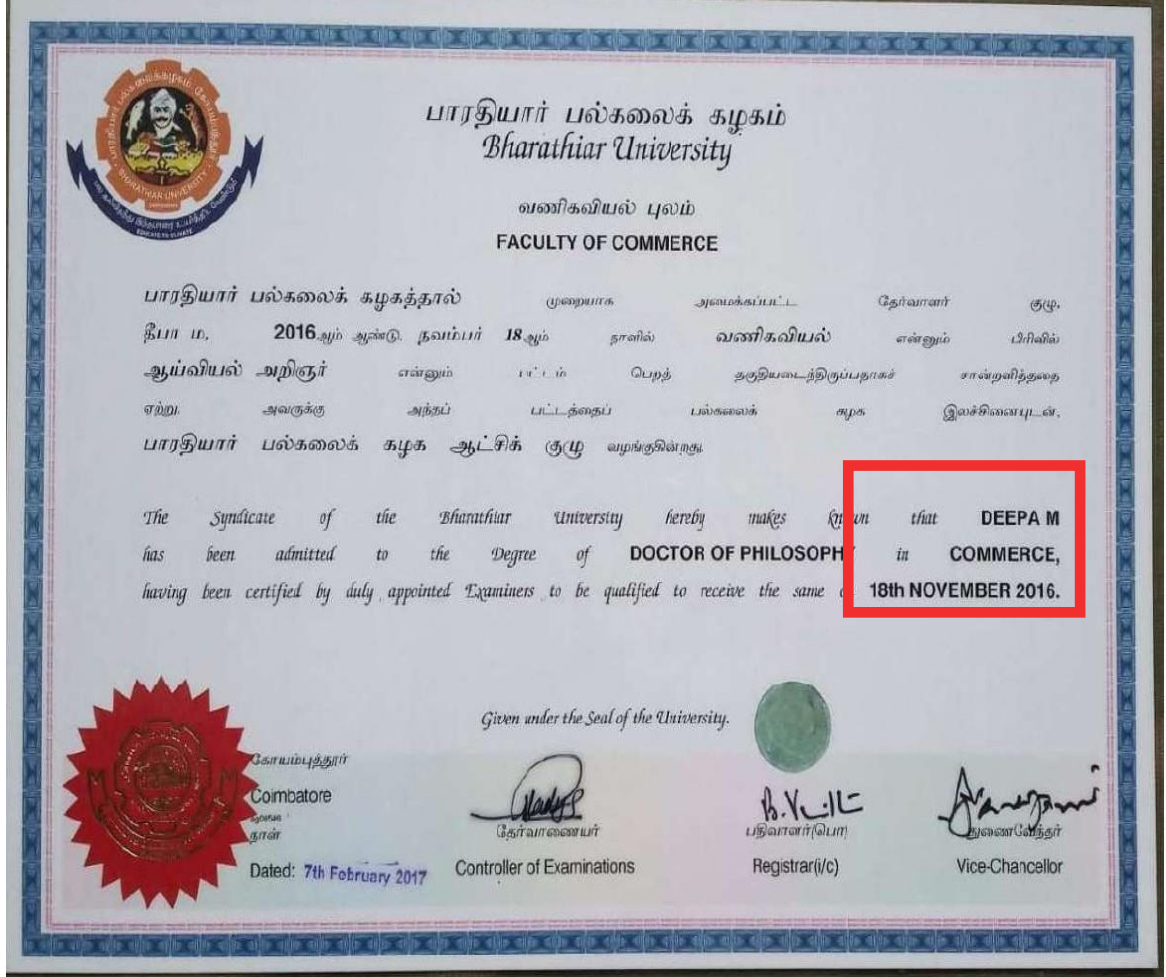 பாரதியார் பல்கலைக் கழகம்
Bharathiar University
வணிகவியல் புலம்
FACULTY OF COMMERCE
பாரதியார் பல்கலைக் கழகத்தால் முறையாக அமைக்கப்பட்ட தேர்வாளர் குழு,
தீபா ம, 2016ஆம் ஆண்டு, நவம்பர் 18ஆம் நாளில் வணிகவியல் என்னும் பிரிவில்
ஆய்வியல் அறிஞர் என்னும் பட்டம் பெறத் தகுதியடைந்திருப்பதாகச் சான்றளித்ததை
ஏற்று, அவருக்கு அந்தப் பட்டத்தைப் பல்கலைக் கழக இலச்சினையுடன்,
பாரதியார் பல்கலைக் கழக ஆட்சிக் குழு வழங்குகின்றது.
The Syndicate of the Bharathiar University hereby makes known that DEEPA M
has been admitted to the Degree of DOCTOR OF PHILOSOPHY in COMMERCE,
having been certified by duly appointed Examiners to be qualified to receive the same 18th NOVEMBER 2016.
Given under the Seal of the University.
கோயம்புத்தூர்
Coimbatore
நாள்
Dated: 7th February 2017
தேர்வாணையர்
Controller of Examinations
பதிவாளர்(பொ)
Registrar(i/c)
துணைவேந்தர்
Vice-Chancellor
BHARATHIAR UNIVERSITY
EDUCATE TO ELEVATE